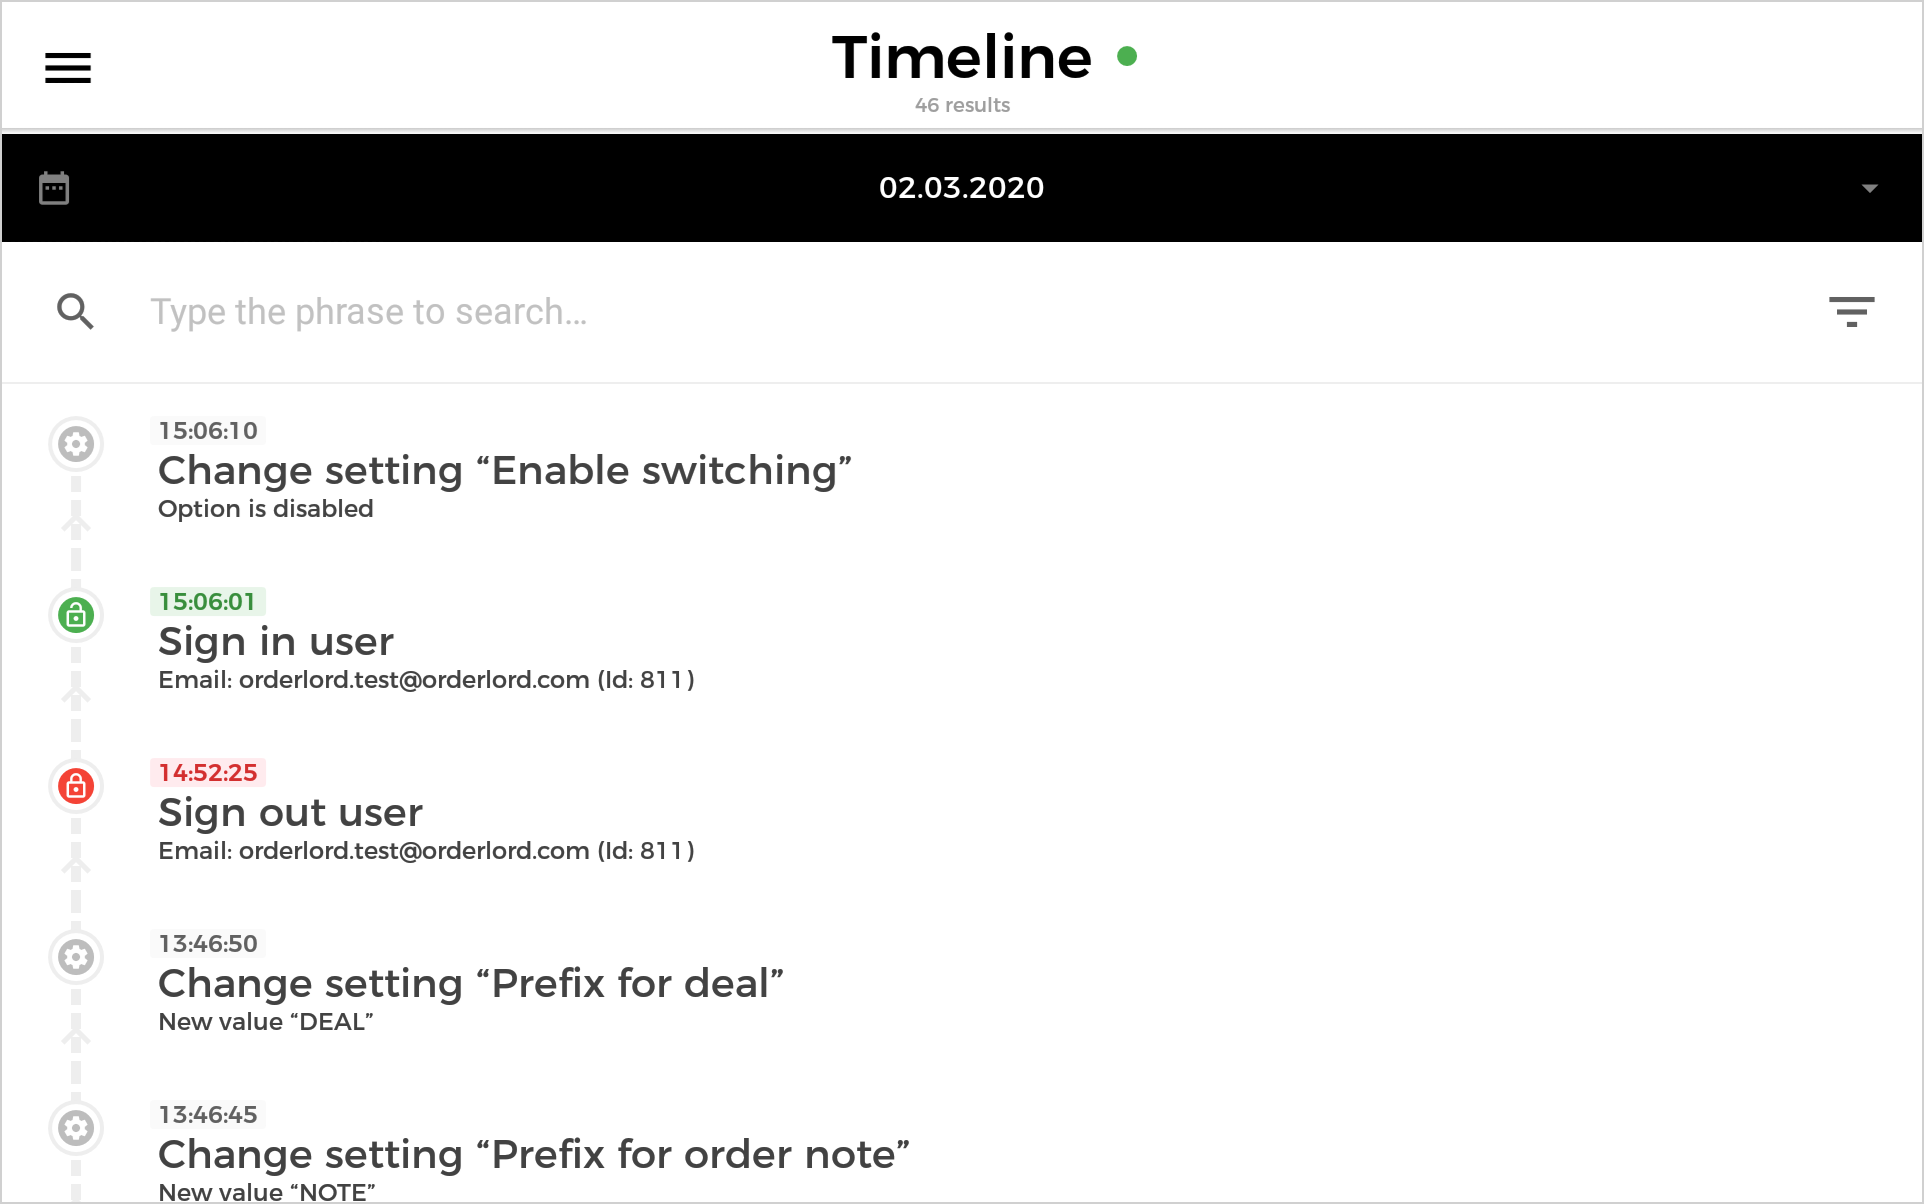 Timeline
46 results
02.03.2020
Type the phrase to search...
15:06:10
Change setting “Enable switching”
Option is disabled
15:06:01
Sign in user
Email: orderlord.test@orderlord.com (Id: 811)
14:52:25
Sign out user
Email: orderlord.test@orderlord.com (Id: 811)
13:46:50
Change setting “Prefix for deal”
New value “DEAL”
13:46:45
Change setting “Prefix for order note”
New value “NOTE”